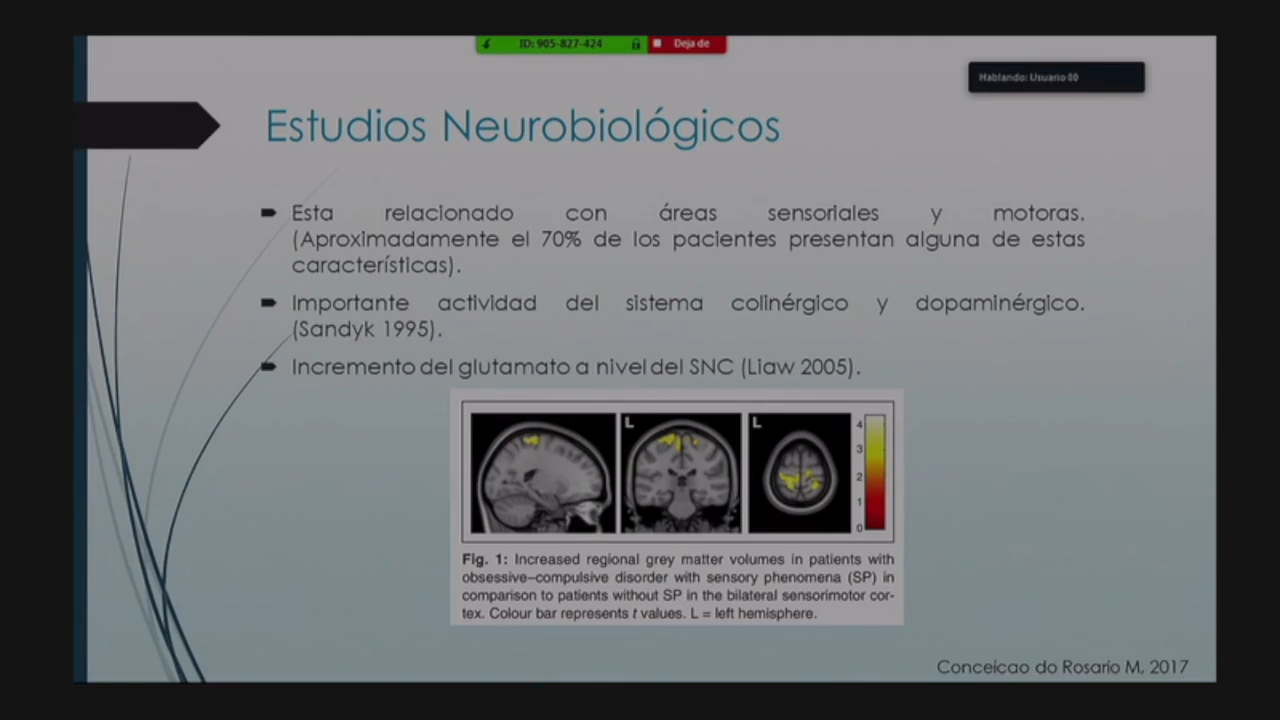 ID: 905-827-424
Deja de
Hablando: Usuario 80
Estudios Neurobiológicos
Esta relacionado con áreas sensoriales y motoras.
(Aproximadamente el 70% de los pacientes presentan alguna de estas
características).
Importante actividad del sistema colinérgico y dopaminérgico.
(Sandyk 1995).
Incremento del glutamato a nivel del SNC (Liaw 2005).
L
L
4
3
2
1
0
Fig. 1: Increased regional grey matter volumes in patients with
obsessive–compulsive disorder with sensory phenomena (SP) in
comparison to patients without SP in the bilateral sensorimotor cor-
tex. Colour bar represents t values. L = left hemisphere.
Conceicao do Rosario M, 2017